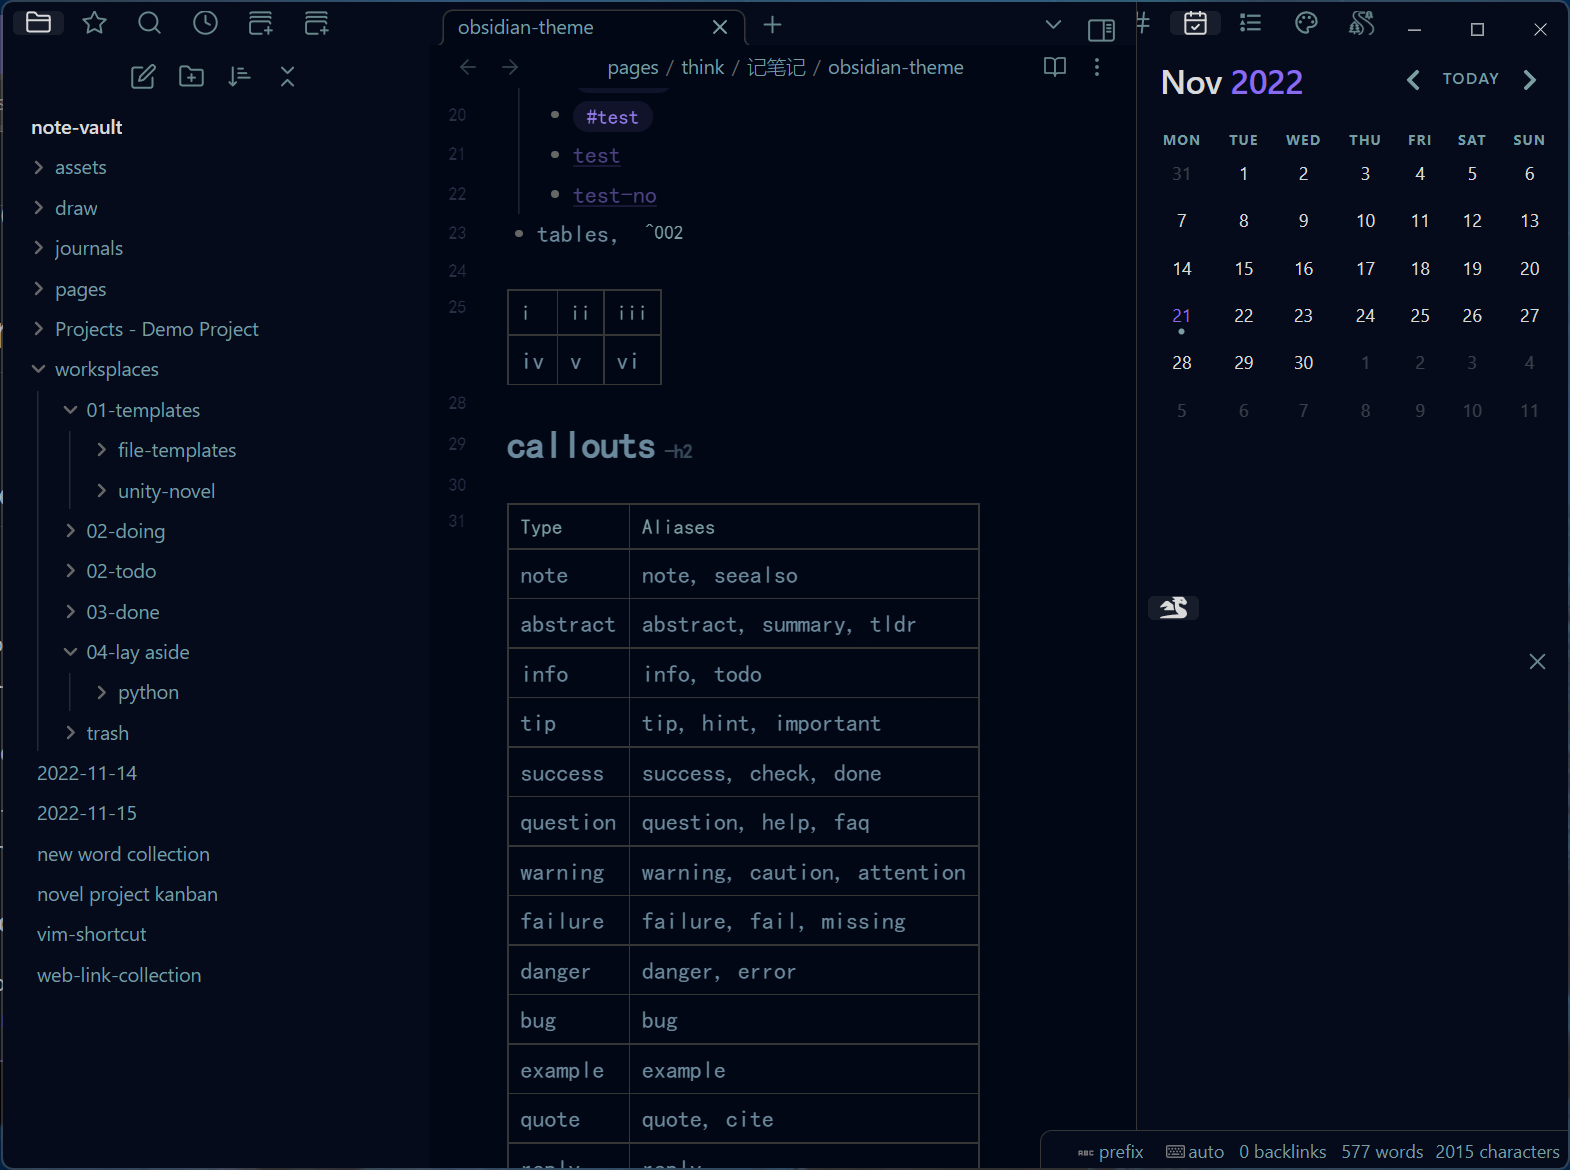 obsidian-theme
note-vault
assets
draw
journals
pages
Projects - Demo Project
worksplaces
01-templates
file-templates
unity-novel
02-doing
02-todo
03-done
04-lay aside
python
trash
2022-11-14
2022-11-15
new word collection
novel project kanban
vim-shortcut
web-link-collection
pages / think / 记笔记 / obsidian-theme
20 #test
21 test
22 test-no
23 tables, ^002
24
25 i ii iii
iv v vi
28
29 callouts h2
30
31 Type Aliases
note note, seealso
abstract abstract, summary, tldr
info info, todo
tip tip, hint, important
success success, check, done
question question, help, faq
warning warning, caution, attention
failure failure, fail, missing
danger danger, error
bug bug
example example
quote quote, cite
reply reply
#
Nov 2022 TODAY
MON TUE WED THU FRI SAT SUN
31 1 2 3 4 5 6
7 8 9 10 11 12 13
14 15 16 17 18 19 20
21 22 23 24 25 26 27
28 29 30 1 2 3 4
5 6 7 8 9 10 11
ABC prefix auto 0 backlinks 577 words 2015 characters